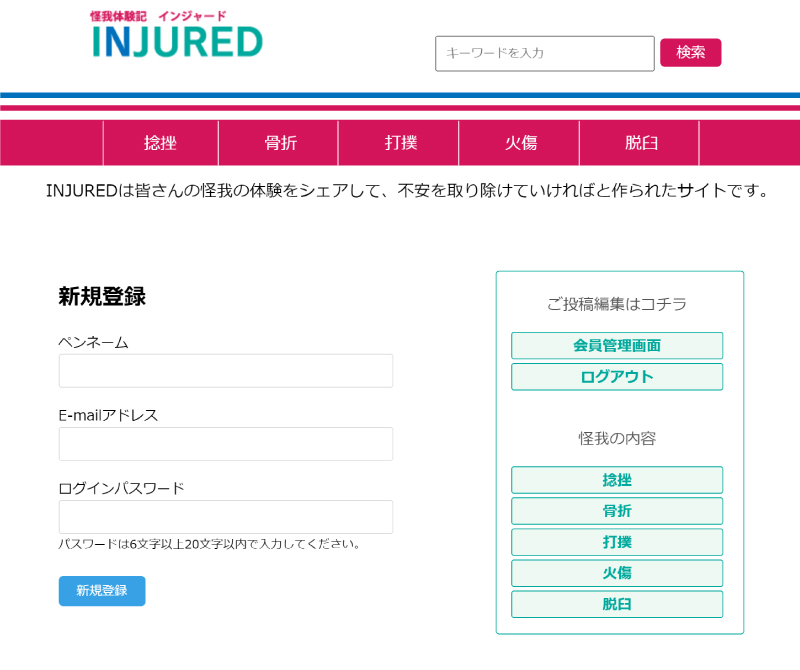 怪我体験記 インジャード
INJURED
キーワードを入力
検索
捻挫
骨折
打撲
火傷
脱臼
INJUREDは皆さんの怪我の体験をシェアして、不安を取り除けていければと作られたサイトです。
新規登録
ペンネーム
E-mailアドレス
ログインパスワード
パスワードは6文字以上20文字以内で入力してください。
新規登録
ご投稿編集はコチラ
会員管理画面
ログアウト
怪我の内容
捻挫
骨折
打撲
火傷
脱臼